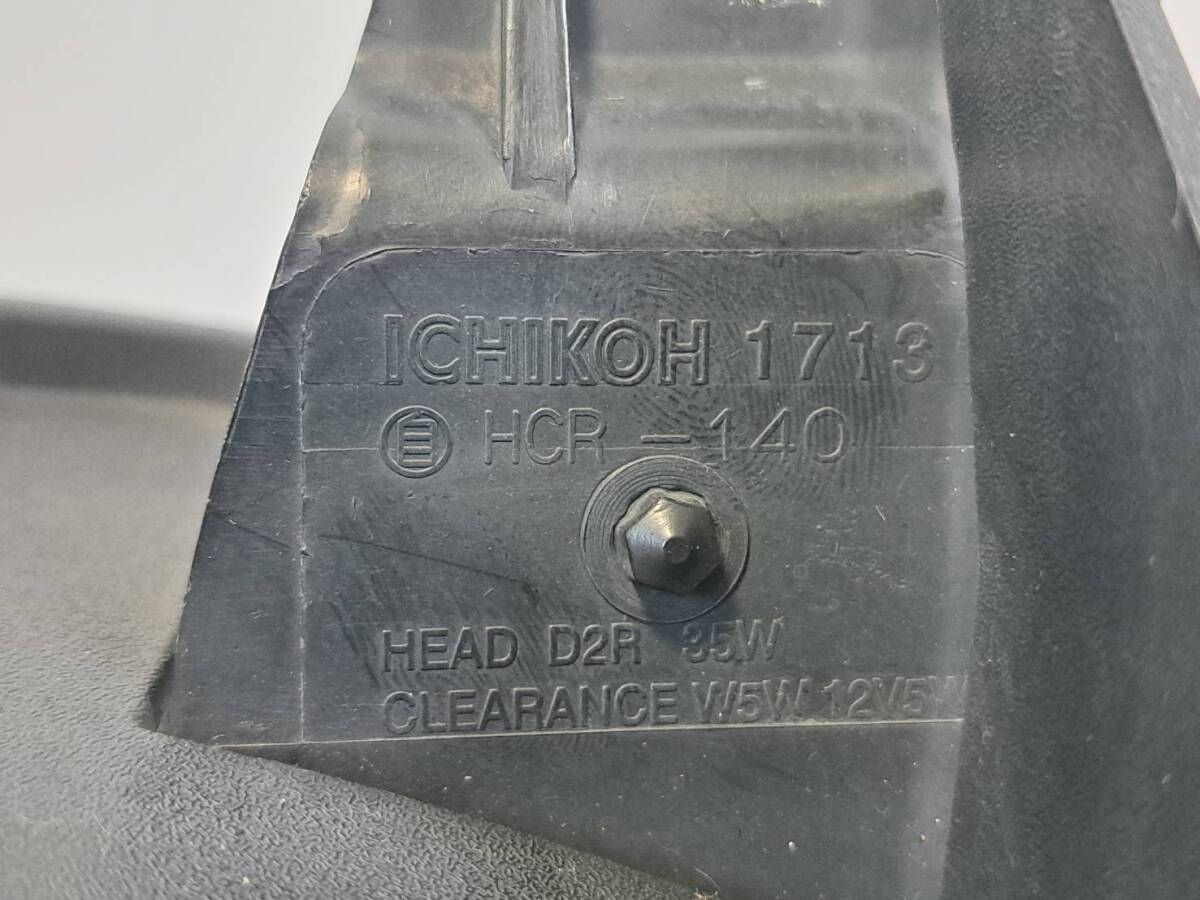 ICHIKOH 1713
HCR-140
HEAD D2R 35W
CLEARANCE W5W 12V5W